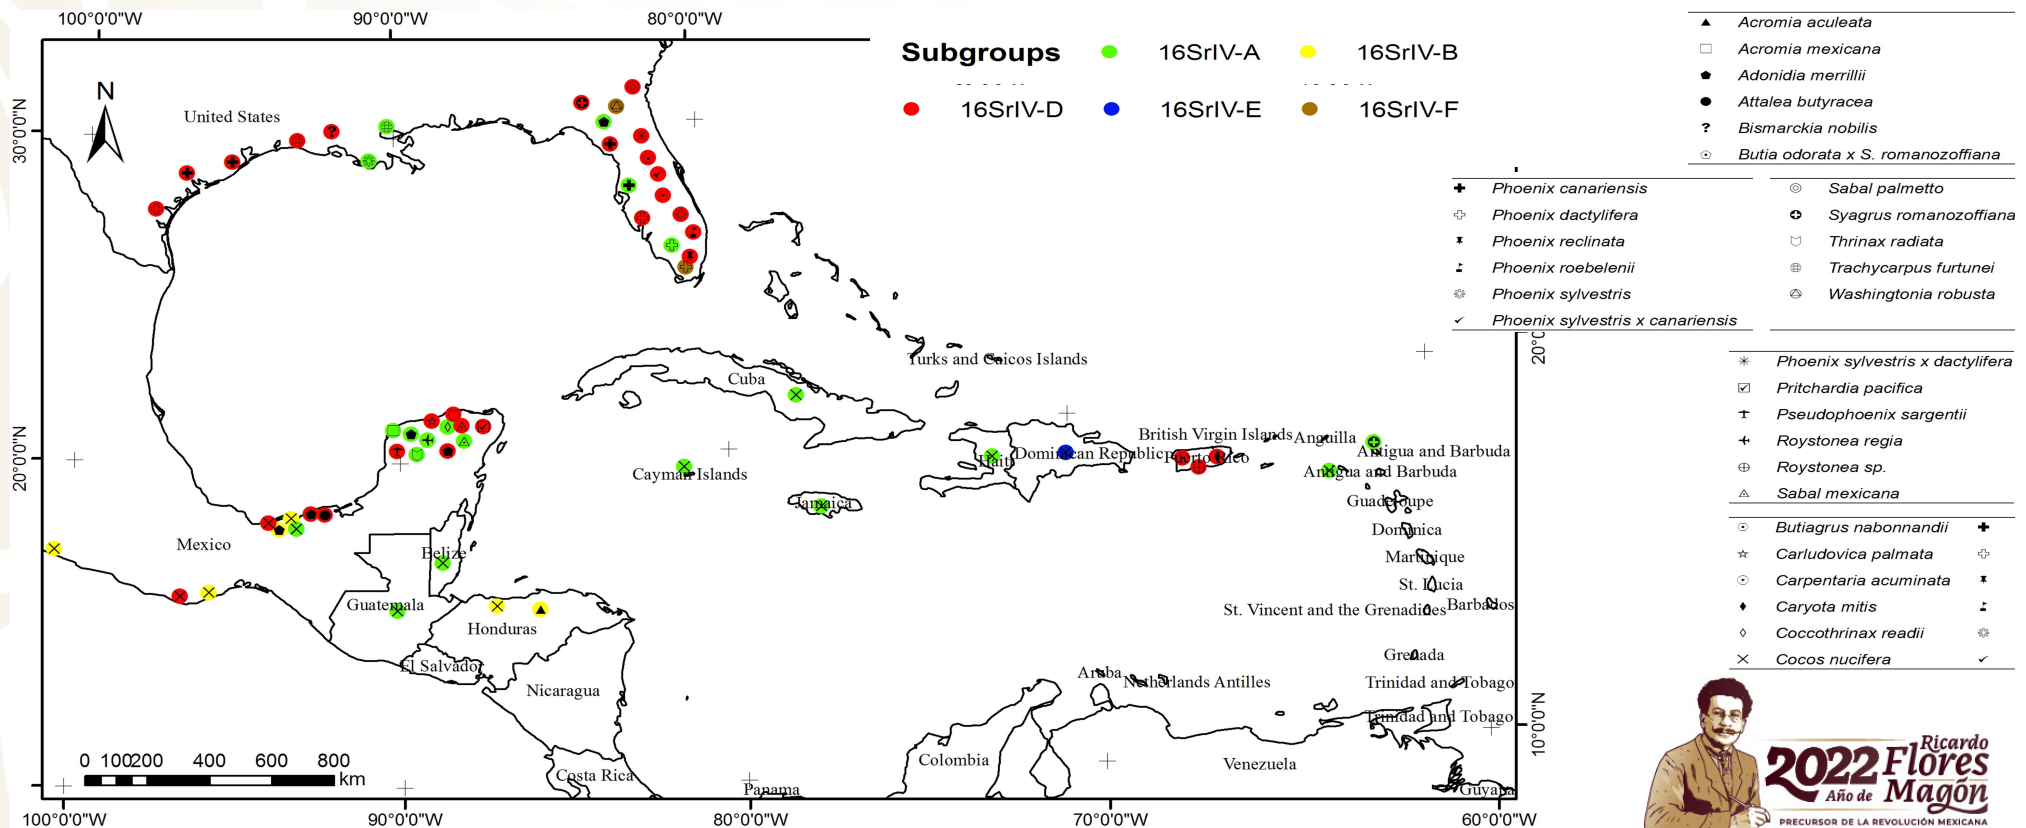 100°0'0"W 90°0'0"W 80°0'0"W
30°0'0"N
20°0'0"N
N
United States
Subgroups
16SrIV-A
16SrIV-B
16SrIV-D
16SrIV-E
16SrIV-F
Acromia aculeata
Acromia mexicana
Adonidia merrillii
Attalea butyracea
Bismarckia nobilis
Butia odorata x S. romanozoffiana
Phoenix canariensis
Phoenix dactylifera
Phoenix reclinata
Phoenix roebelenii
Phoenix sylvestris
Phoenix sylvestris x canariensis
Sabal palmetto
Syagrus romanozoffiana
Thrinax radiata
Trachycarpus furtunei
Washingtonia robusta
Phoenix sylvestris x dactylifera
Pritchardia pacifica
Pseudophoenix sargentii
Roystonea regia
Roystonea sp.
Sabal mexicana
Butiagrus nabonnandii
Carludovica palmata
Carpentaria acuminata
Caryota mitis
Coccothrinax readii
Cocos nucifera
Turks and Caicos Islands
Cuba
British Virgin Islands
Anguilla
Haiti
Dominican Republic
Puerto Rico
Antigua and Barbuda
Antigua and Barbuda
Cayman Islands
Jamaica
Guadeloupe
Dominica
Mexico
Belize
Martinique
St. Lucia
Guatemala
St. Vincent and the Grenadines
Barbados
Honduras
El Salvador
Grenada
Aruba
Netherlands Antilles
Trinidad and Tobago
Nicaragua
Trinidad and Tobago
Costa Rica
Colombia
Venezuela
Panama
Guyana
10°0'0"N
0 100 200 400 600 800
km
100°0'0"W 90°0'0"W 80°0'0"W 70°0'0"W 60°0'0"W
2022 Ricardo
Flores
Año de Magón
PRECURSOR DE LA REVOLUCIÓN MEXICANA